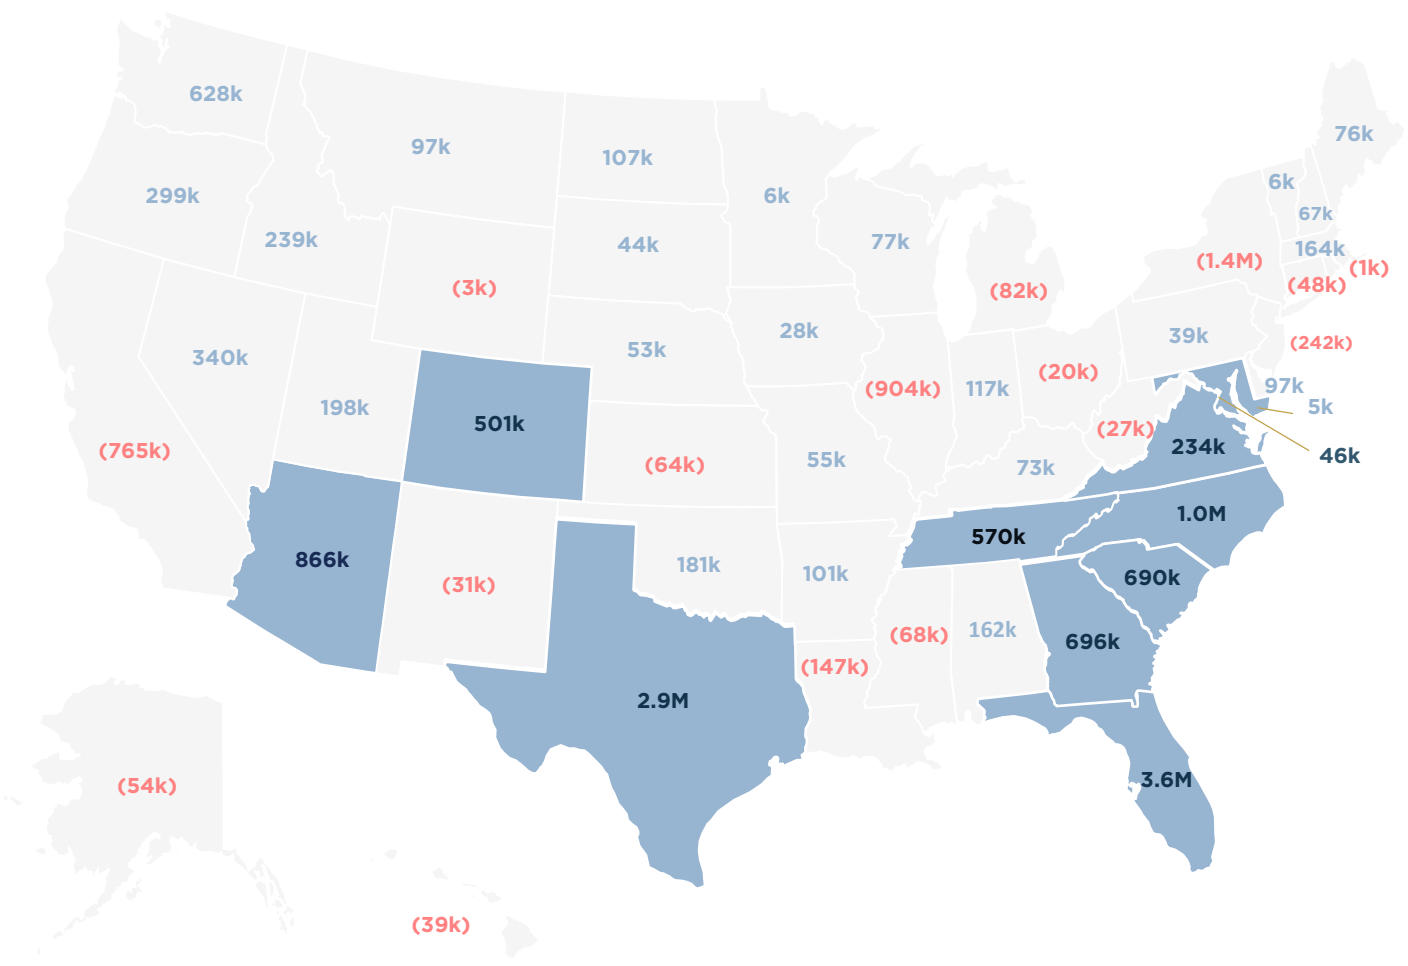 628k
97k
107k
76k
299k
6k
6k
67k
239k
44k
77k
164k
(1.4M)
(1k)
(3k)
(82k)
(48k)
340k
28k
39k
(242k)
53k
198k
(904k)
117k
(20k)
97k
5k
501k
(765k)
(64k)
55k
73k
(27k)
234k
46k
866k
(31k)
181k
101k
570k
1.0M
690k
(68k)
162k
696k
(147k)
2.9M
3.6M
(54k)
(39k)